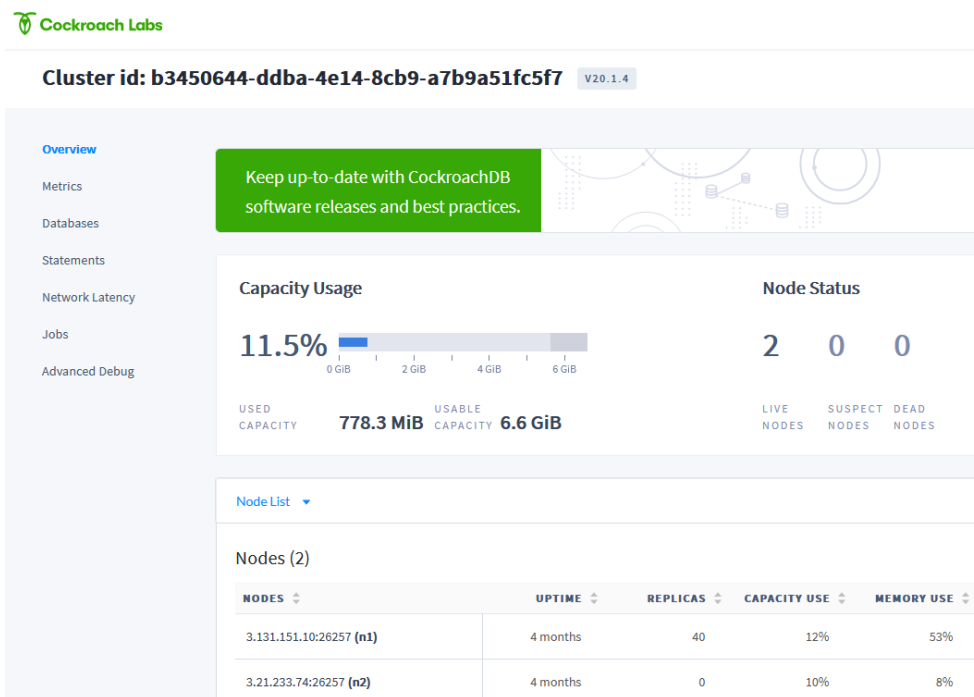 Cockroach Labs
Cluster id: b3450644-ddba-4e14-8cb9-a7b9a51fc5f7 V20.1.4
Overview
Metrics
Databases
Statements
Network Latency
Jobs
Advanced Debug
Keep up-to-date with CockroachDB
software releases and best practices.
Capacity Usage
11.5%
0 GiB 2 GiB 4 GiB 6 GiB
USED
CAPACITY
778.3 MiB
USABLE
CAPACITY
6.6 GiB
Node Status
2 0 0
LIVE
NODES
SUSPECT
NODES
DEAD
NODES
Node List
Nodes (2)
NODES UPTIME REPLICAS CAPACITY USE MEMORY USE
3.131.151.10:26257 (n1) 4 months 40 12% 53%
3.21.233.74:26257 (n2) 4 months 0 10% 8%